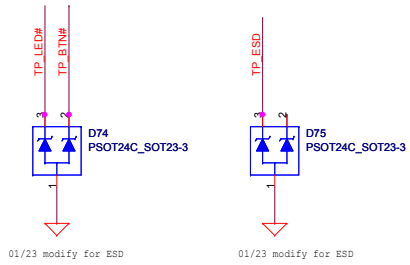 TP_LED#
TP_BTN#
3
2
D74
PSOT24C_SOT23-3
1
01/23 modify for ESD
TP_ESD
3
2
D75
PSOT24C_SOT23-3
1
01/23 modify for ESD